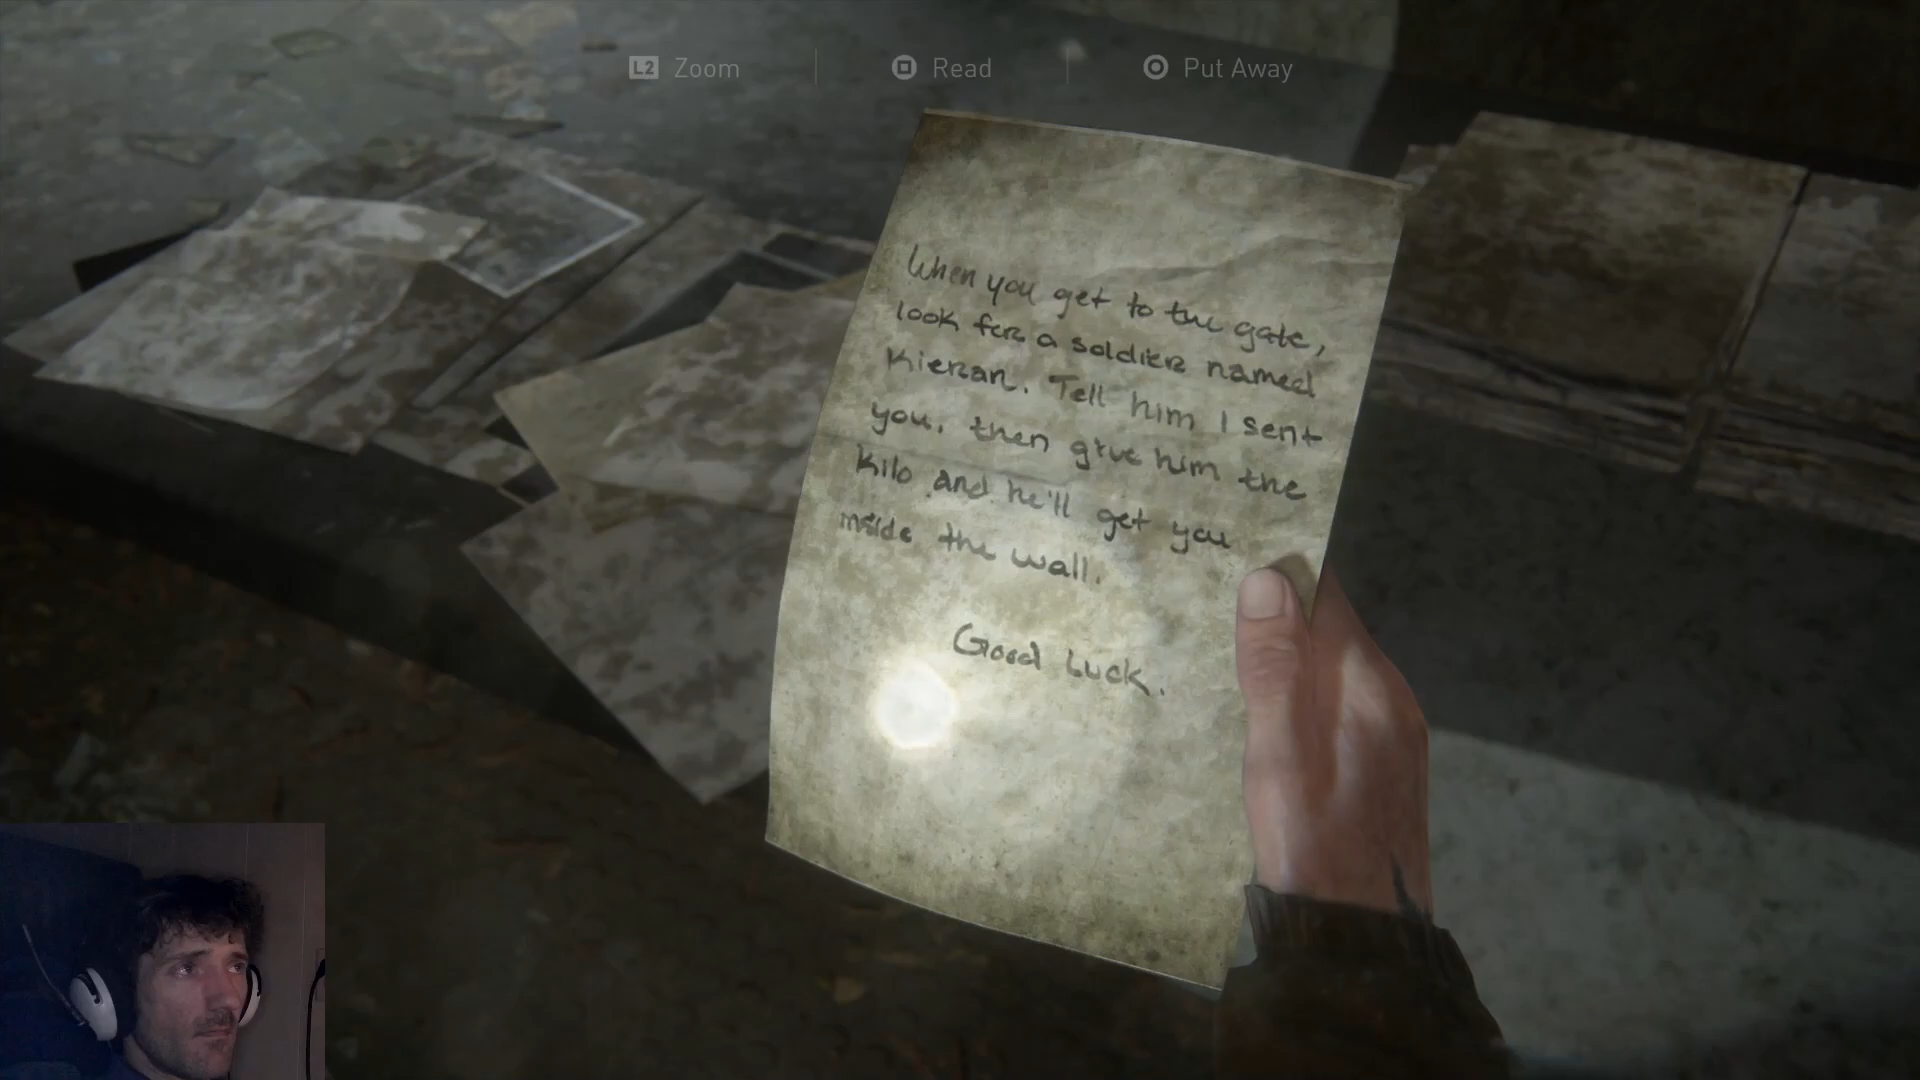 L2 Zoom | Read | Put Away
When you get to the gate,
look for a soldier named
Kieran. Tell him I sent
you, then give him the
Kilo and he'll get you
inside the wall.
Good Luck.